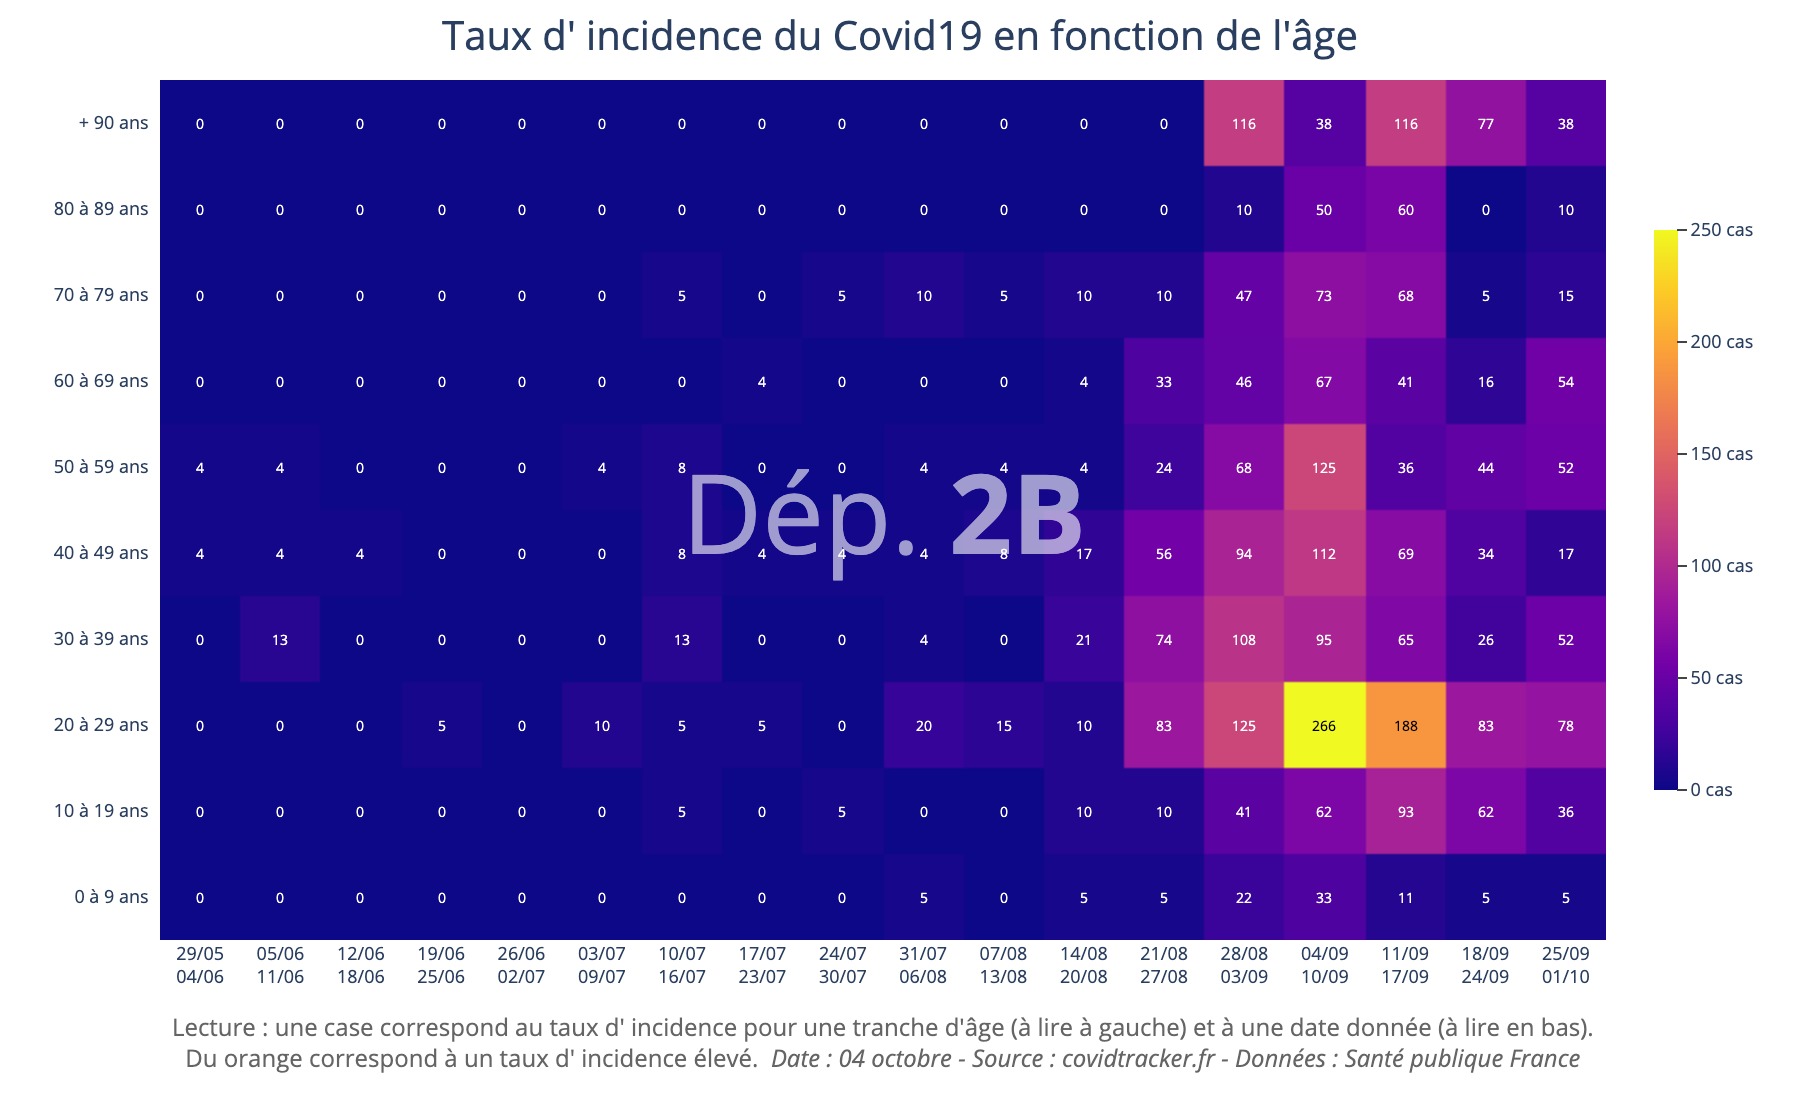 Taux d' incidence du Covid19 en fonction de l'âge
+ 90 ans 0 0 0 0 0 0 0 0 0 0 0 0 0 116 38 116 77 38
80 à 89 ans 0 0 0 0 0 0 0 0 0 0 0 0 0 10 50 60 0 10
250 cas
70 à 79 ans 0 0 0 0 0 0 5 0 5 10 5 10 10 47 73 68 5 15
200 cas
60 à 69 ans 0 0 0 0 0 0 0 4 0 0 0 4 33 46 67 41 16 54
150 cas
50 à 59 ans 4 4 0 0 0 4 8 0 0 4 4 4 24 68 125 36 44 52
Dép. 2B
40 à 49 ans 4 4 4 0 0 0 8 4 4 4 8 17 56 94 112 69 34 17
100 cas
30 à 39 ans 0 13 0 0 0 0 13 0 0 4 0 21 74 108 95 65 26 52
50 cas
20 à 29 ans 0 0 0 5 0 10 5 5 0 20 15 10 83 125 266 188 83 78
0 cas
10 à 19 ans 0 0 0 0 0 0 5 0 5 0 0 10 10 41 62 93 62 36
0 à 9 ans 0 0 0 0 0 0 0 0 0 5 0 5 5 22 33 11 5 5
29/05 05/06 12/06 19/06 26/06 03/07 10/07 17/07 24/07 31/07 07/08 14/08 21/08 28/08 04/09 11/09 18/09 25/09
04/06 11/06 18/06 25/06 02/07 09/07 16/07 23/07 30/07 06/08 13/08 20/08 27/08 03/09 10/09 17/09 24/09 01/10
Lecture : une case correspond au taux d' incidence pour une tranche d'âge (à lire à gauche) et à une date donnée (à lire en bas).
Du orange correspond à un taux d' incidence élevé. Date : 04 octobre - Source : covidtracker.fr - Données : Santé publique France